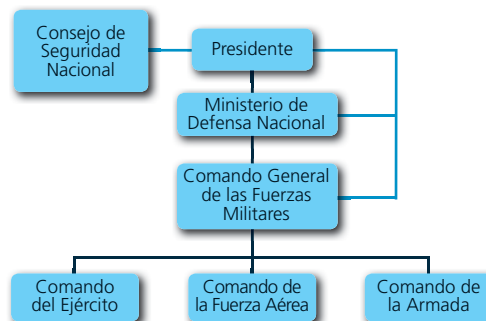 Consejo de
Seguridad
Nacional
Presidente
Ministerio de
Defensa Nacional
Comando General
de las Fuerzas
Militares
Comando
del Ejército
Comando de
la Fuerza Aérea
Comando de
la Armada